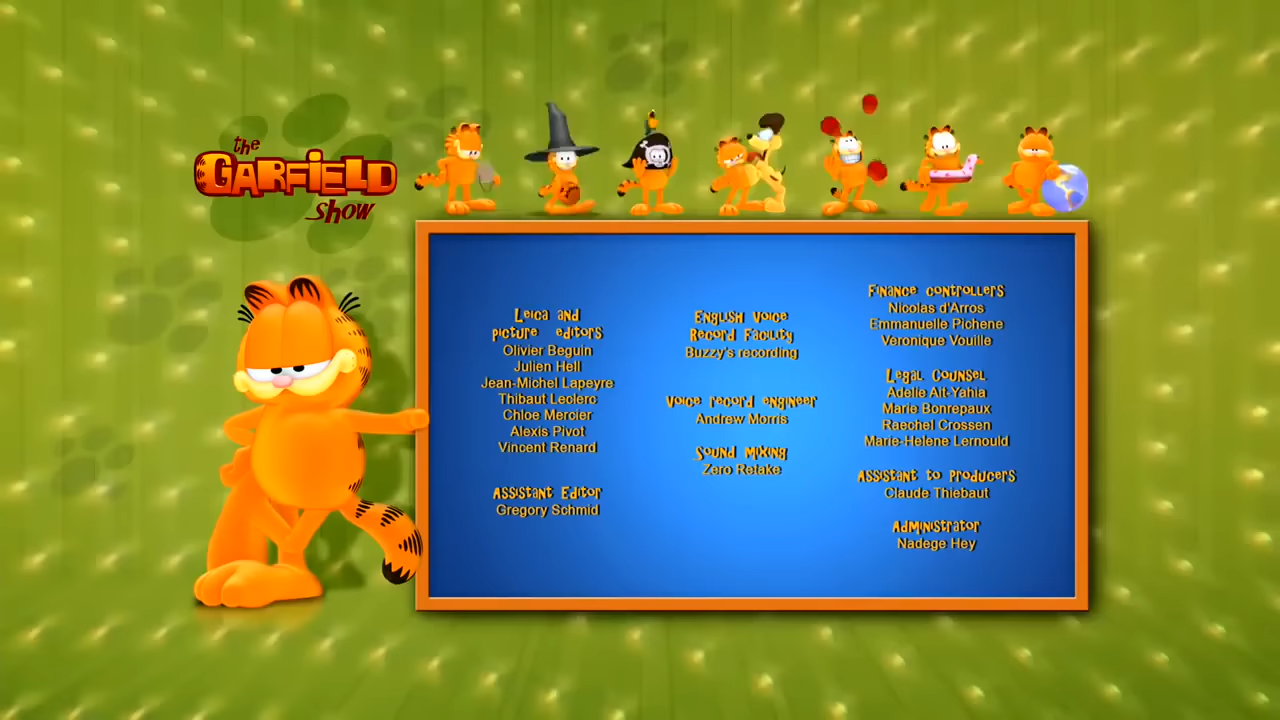 the
GARFIELD
show
Leica and
picture editors
Olivier Beguin
Julien Hell
Jean-Michel Lapeyre
Thibaut Leclerc
Chloe Mercier
Alexis Pivot
Vincent Renard
Assistant Editor
Gregory Schmid
English Voice
Record Facility
Buzzy's recording
Voice record engineer
Andrew Morris
Sound Mixing
Zero Retake
Finance controllers
Nicolas d'Arros
Emmanuelle Pichene
Veronique Vouille
Legal Counsel
Adelie Ait-Yahia
Marie Bonrepaux
Raechel Crossen
Marie-Helene Lernould
Assistant to Producers
Claude Thiebaut
Administrator
Nadege Hey